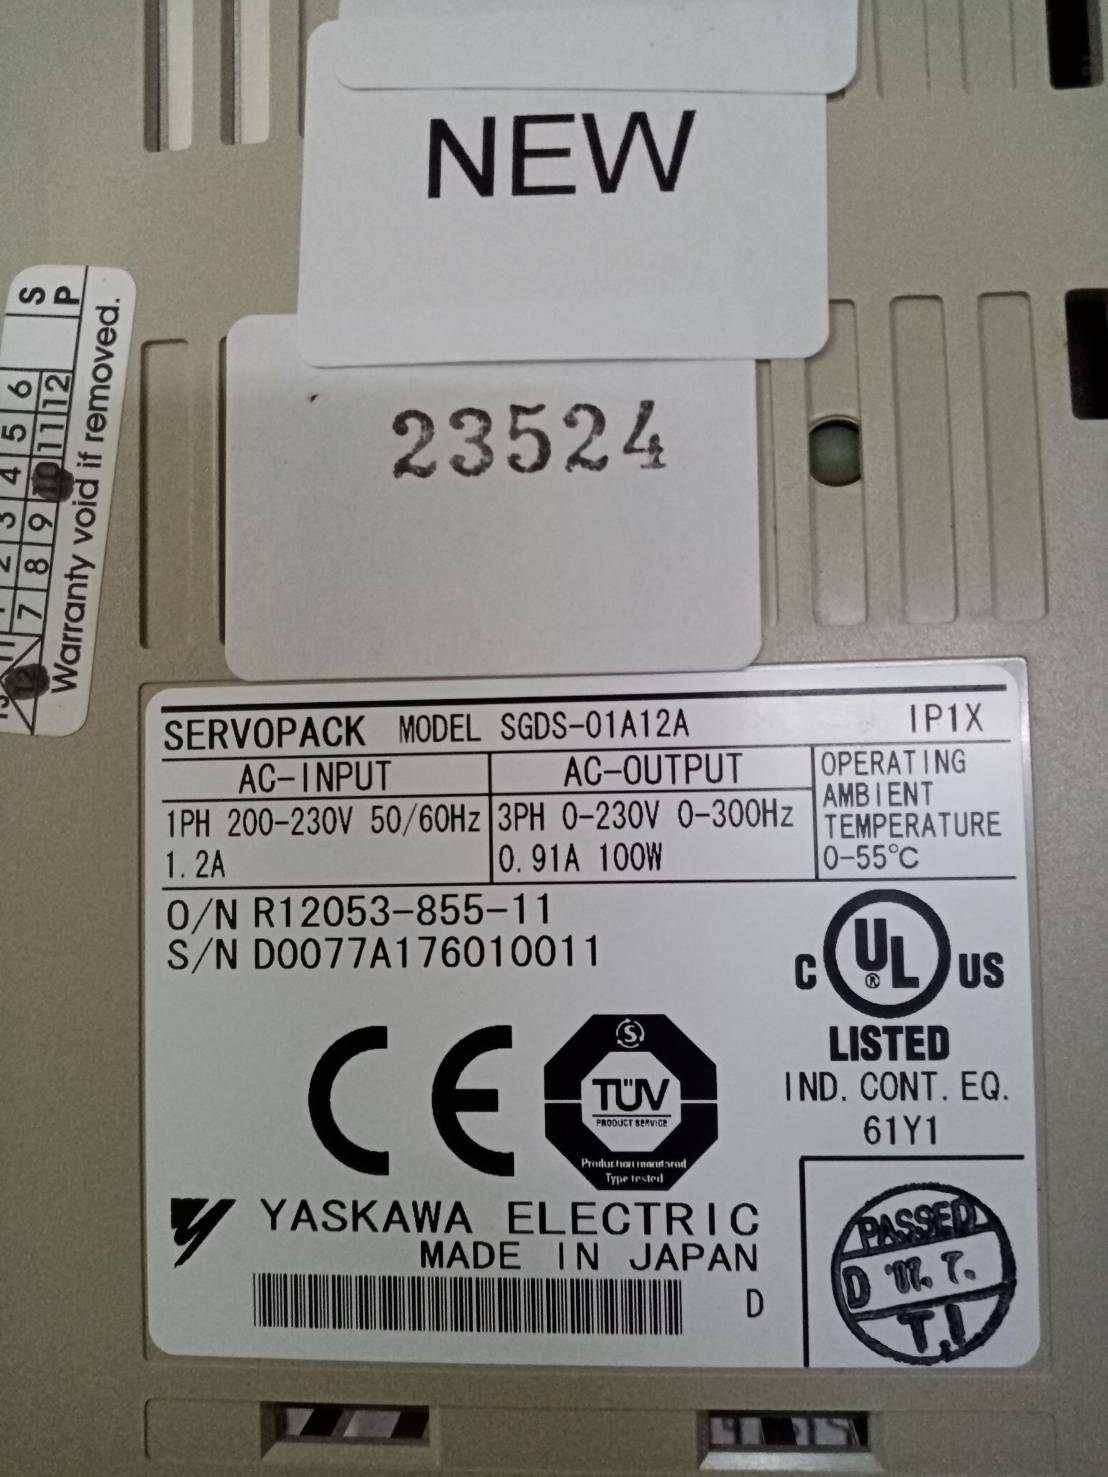 NEW
23524
S
P
1 2 3 4 5 6
7 8 9 10 11 12
Warranty void if removed.
SERVOPACK MODEL SGDS-01A12A IP1X
AC-INPUT AC-OUTPUT OPERATING
AMBIENT
TEMPERATURE
0-55°C
1PH 200-230V 50/60Hz 3PH 0-230V 0-300Hz
1.2A 0.91A 100W
O/N R12053-855-11
S/N D0077A176010011
C UL® US
LISTED
IND. CONT. EQ.
61Y1
CE
S
TÜV
PRODUCT SERVICE
Production monitored
Type tested
YASKAWA ELECTRIC
MADE IN JAPAN
D
PASSED
D '07.7.
T.I